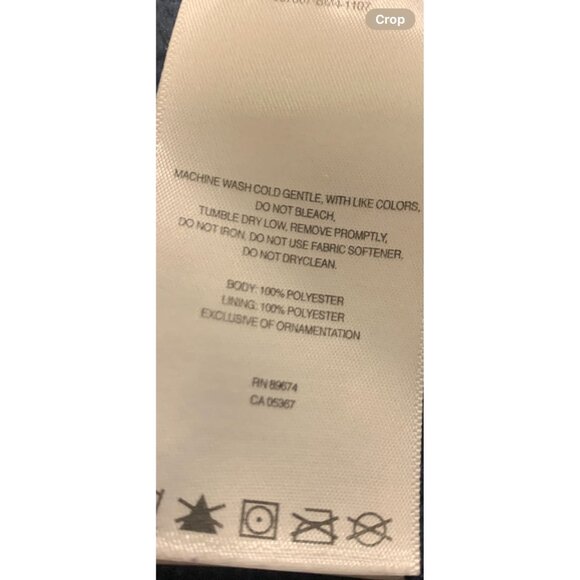 Crop
MACHINE WASH COLD GENTLE, WITH LIKE COLORS,
DO NOT BLEACH,
TUMBLE DRY LOW, REMOVE PROMPTLY,
DO NOT IRON, DO NOT USE FABRIC SOFTENER,
DO NOT DRYCLEAN.
BODY: 100% POLYESTER
LINING: 100% POLYESTER
EXCLUSIVE OF ORNAMENTATION
RN 89674
CA 05367